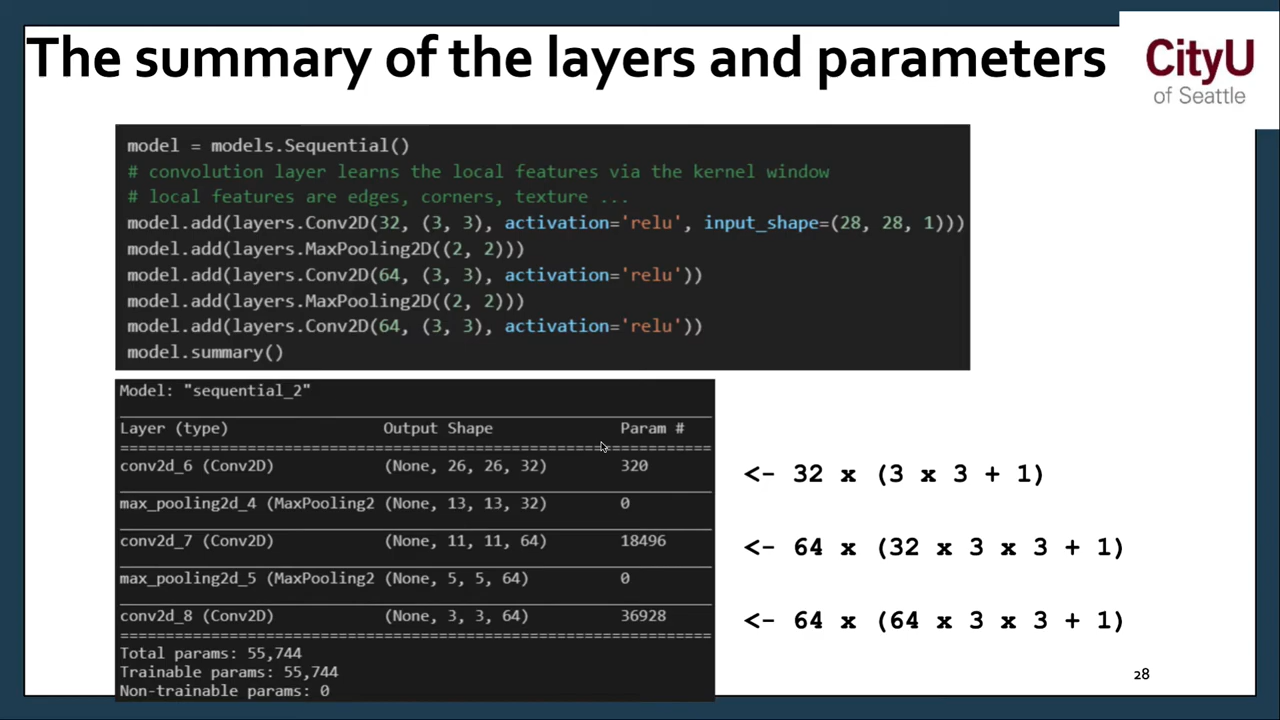 The summary of the layers and parameters
CityU
of Seattle
model = models.Sequential()
# convolution layer learns the local features via the kernel window
# local features are edges, corners, texture ...
model.add(layers.Conv2D(32, (3, 3), activation='relu', input_shape=(28, 28, 1)))
model.add(layers.MaxPooling2D((2, 2)))
model.add(layers.Conv2D(64, (3, 3), activation='relu'))
model.add(layers.MaxPooling2D((2, 2)))
model.add(layers.Conv2D(64, (3, 3), activation='relu'))
model.summary()
Model: "sequential_2"
Layer (type) Output Shape Param #
conv2d_6 (Conv2D) (None, 26, 26, 32) 320 <- 32 x (3 x 3 + 1)
max_pooling2d_4 (MaxPooling2 (None, 13, 13, 32) 0
conv2d_7 (Conv2D) (None, 11, 11, 64) 18496 <- 64 x (32 x 3 x 3 + 1)
max_pooling2d_5 (MaxPooling2 (None, 5, 5, 64) 0
conv2d_8 (Conv2D) (None, 3, 3, 64) 36928 <- 64 x (64 x 3 x 3 + 1)
Total params: 55,744
Trainable params: 55,744
Non-trainable params: 0
28